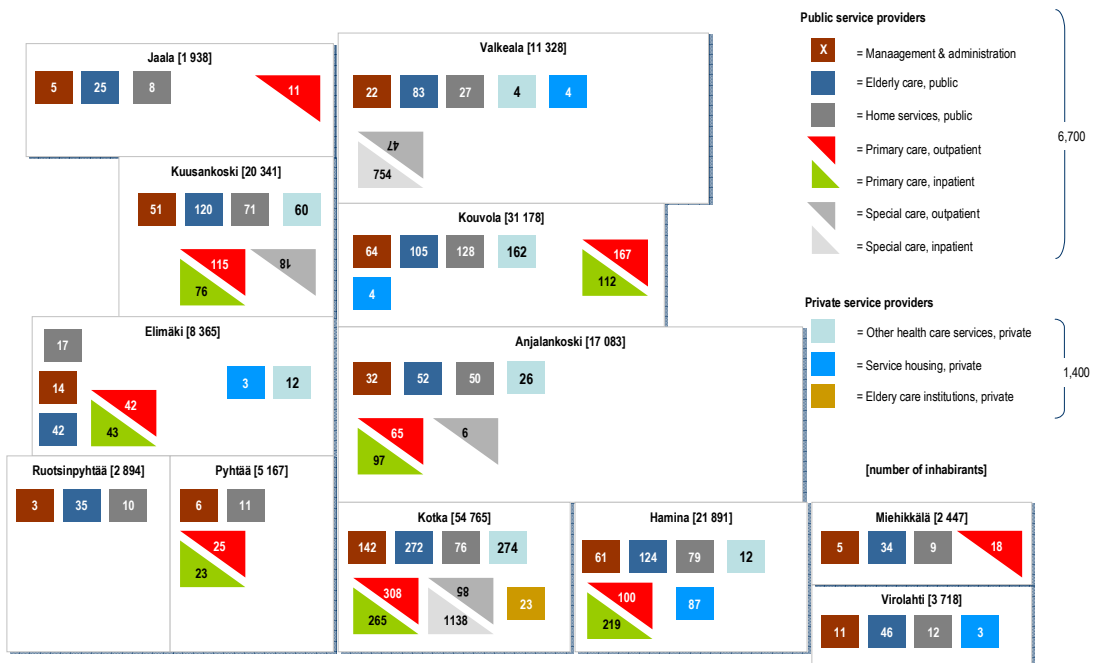 Jaala [1 938]
5 25 8 11
Valkeala [11 328]
22 83 27 4 4
47
754
Kuusankoski [20 341]
51 120 71 60
115 18
76
Kouvola [31 178]
64 105 128 162 167
112
4
Elimäki [8 365]
17
14 3 12
42
42 43
Anjalankoski [17 083]
32 52 50 26
65 6
97
Ruotsinpyhtää [2 894]
3 35 10
Pyhtää [5 167]
6 11
25
23
Kotka [54 765]
142 272 76 274
308 85 23
265 1138
Hamina [21 891]
61 124 79 12
100 87
219
Miehikkälä [2 447]
5 34 9 18
Virolahti [3 718]
11 46 12 3
Public service providers
X = Manaagement & administration
= Elderly care, public
= Home services, public
= Primary care, outpatient
= Primary care, inpatient
= Special care, outpatient
= Special care, inpatient
6,700
Private service providers
= Other health care services, private
= Service housing, private
= Eldery care institutions, private
1,400
[number of inhabirants]